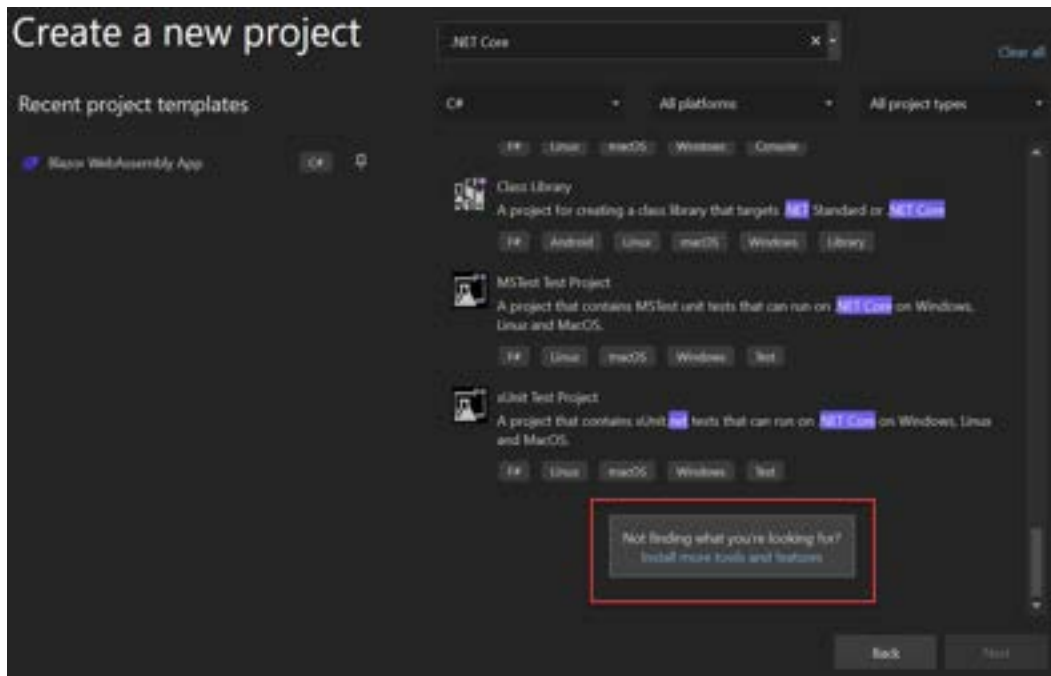 Create a new project
.NET Core
Clear all
Recent project templates
C#
All platforms
All project types
Blazor WebAssembly App
C#
F# Linux macOS Windows Console
Class Library
A project for creating a class library that targets .NET Standard or .NET Core
F# Android Linux macOS Windows Library
MSTest Test Project
A project that contains MSTest unit tests that can run on .NET Core on Windows,
Linux and MacOS.
F# Linux macOS Windows Test
xUnit Test Project
A project that contains xUnit.net tests that can run on .NET Core on Windows, Linux
and MacOS.
F# Linux macOS Windows Test
Not finding what you're looking for?
Install more tools and features
Back
Next